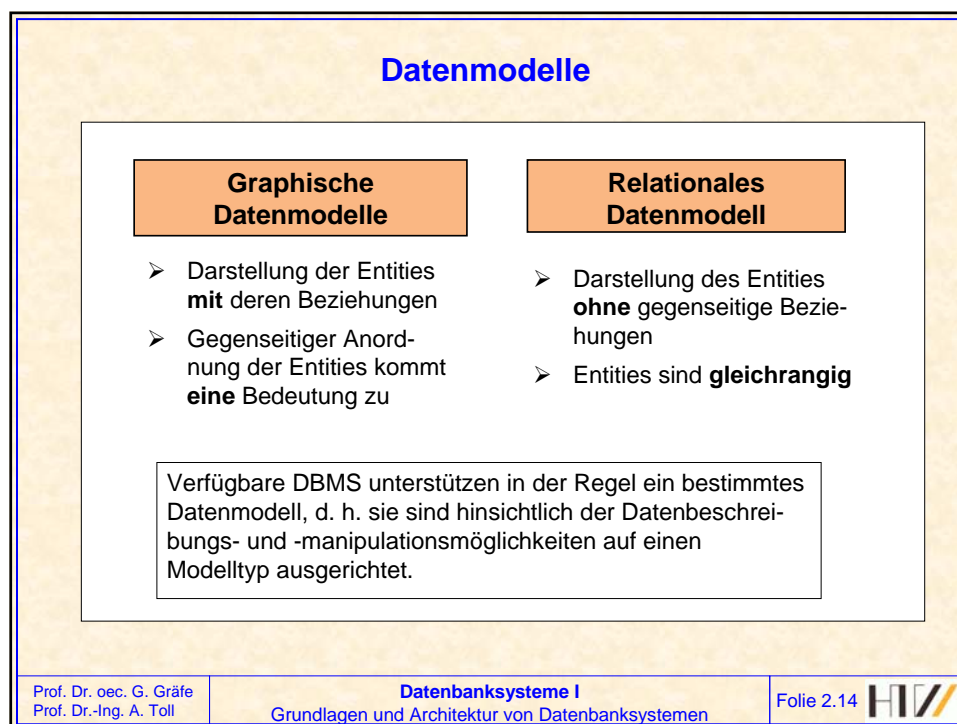 Datenmodelle
Graphische
Datenmodelle
➢ Darstellung der Entities
mit deren Beziehungen
➢ Gegenseitiger Anord-
nung der Entities kommt
eine Bedeutung zu
Relationales
Datenmodell
➢ Darstellung des Entities
ohne gegenseitige Bezie-
hungen
➢ Entities sind gleichrangig
Verfügbare DBMS unterstützen in der Regel ein bestimmtes
Datenmodell, d. h. sie sind hinsichtlich der Datenbeschrei-
bungs- und -manipulationsmöglichkeiten auf einen
Modelltyp ausgerichtet.
Prof. Dr. oec. G. Gräfe
Prof. Dr.-Ing. A. Toll
Datenbanksysteme I
Grundlagen und Architektur von Datenbanksystemen
Folie 2.14